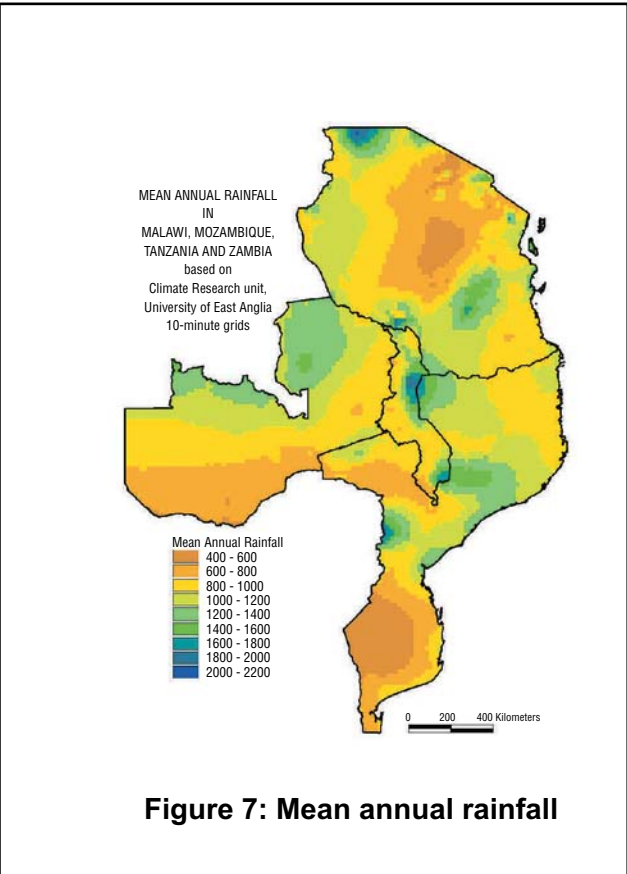 MEAN ANNUAL RAINFALL
IN
MALAWI, MOZAMBIQUE,
TANZANIA AND ZAMBIA
based on
Climate Research unit,
University of East Anglia
10-minute grids
Mean Annual Rainfall
400 - 600
600 - 800
800 - 1000
1000 - 1200
1200 - 1400
1400 - 1600
1600 - 1800
1800 - 2000
2000 - 2200
0 200 400 Kilometers
Figure 7: Mean annual rainfall